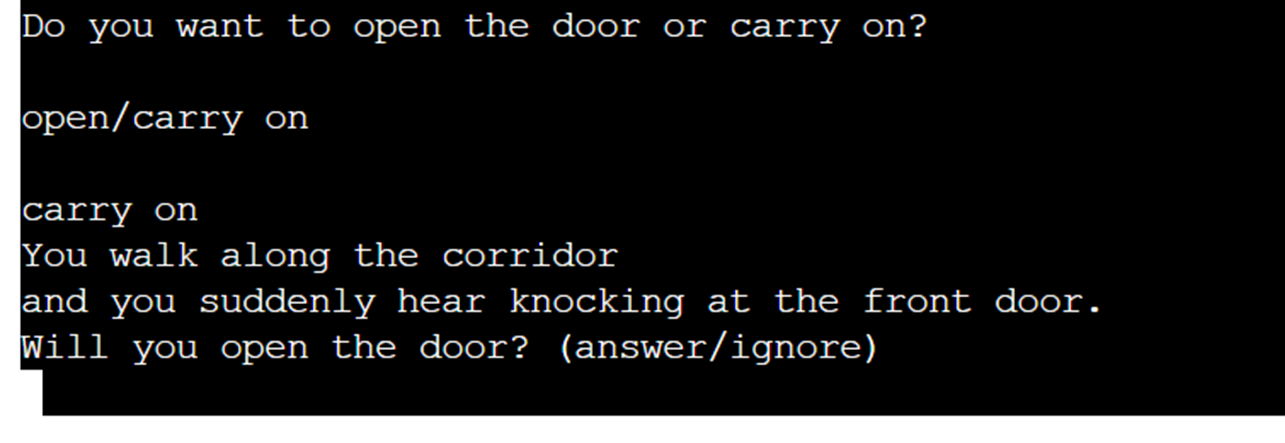 Do you want to open the door or carry on?
open/carry on
carry on
You walk along the corridor
and you suddenly hear knocking at the front door.
Will you open the door? (answer/ignore)